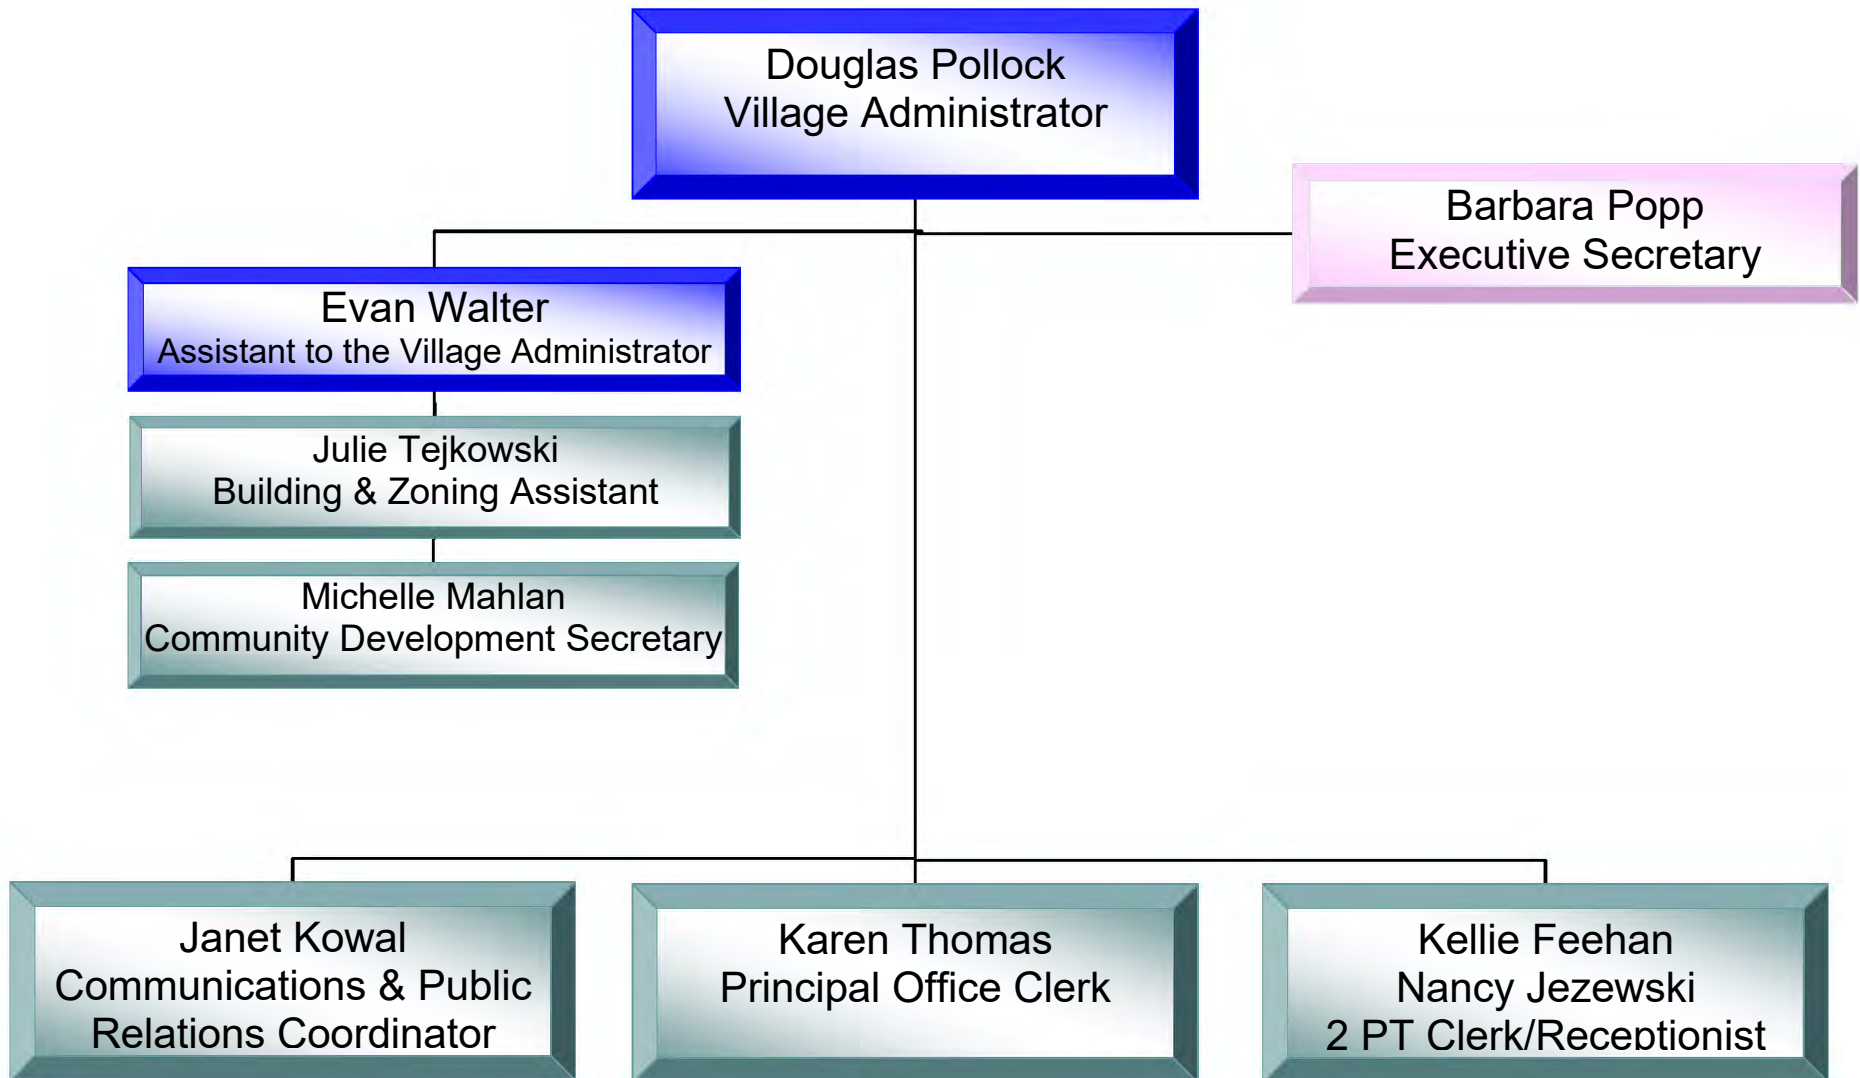 Douglas Pollock
Village Administrator
Barbara Popp
Executive Secretary
Evan Walter
Assistant to the Village Administrator
Julie Tejkowski
Building & Zoning Assistant
Michelle Mahlan
Community Development Secretary
Janet Kowal
Communications & Public
Relations Coordinator
Karen Thomas
Principal Office Clerk
Kellie Feehan
Nancy Jezewski
2 PT Clerk/Receptionist